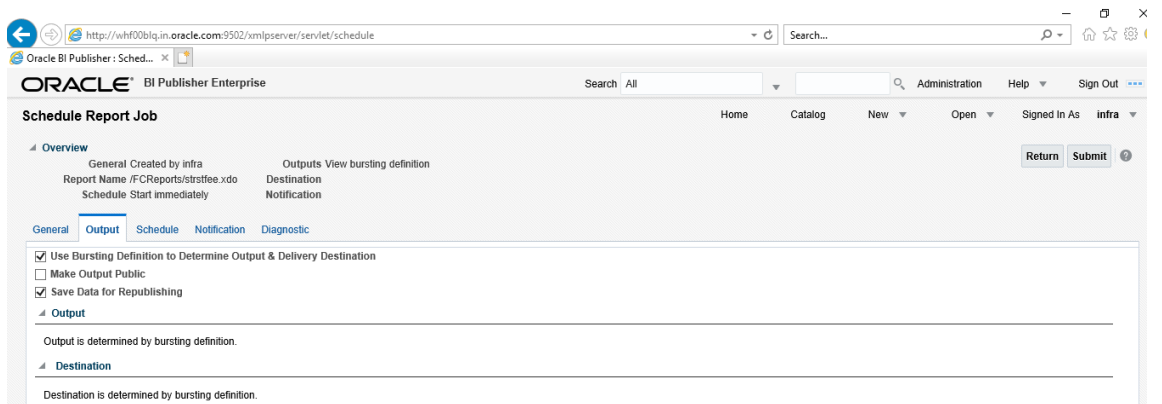 http://whf00blq.in.oracle.com:9502/xmlpserver/servlet/schedule
Search...
Oracle BI Publisher : Sched...
ORACLE® BI Publisher Enterprise
Search All
Administration
Help
Sign Out
Schedule Report Job
Home
Catalog
New
Open
Signed In As infra
Overview
General Created by infra
Outputs View bursting definition
Return
Submit
Report Name /FCReports/strstfee.xdo
Destination
Schedule Start immediately
Notification
General
Output
Schedule
Notification
Diagnostic
Use Bursting Definition to Determine Output & Delivery Destination
Make Output Public
Save Data for Republishing
Output
Output is determined by bursting definition.
Destination
Destination is determined by bursting definition.